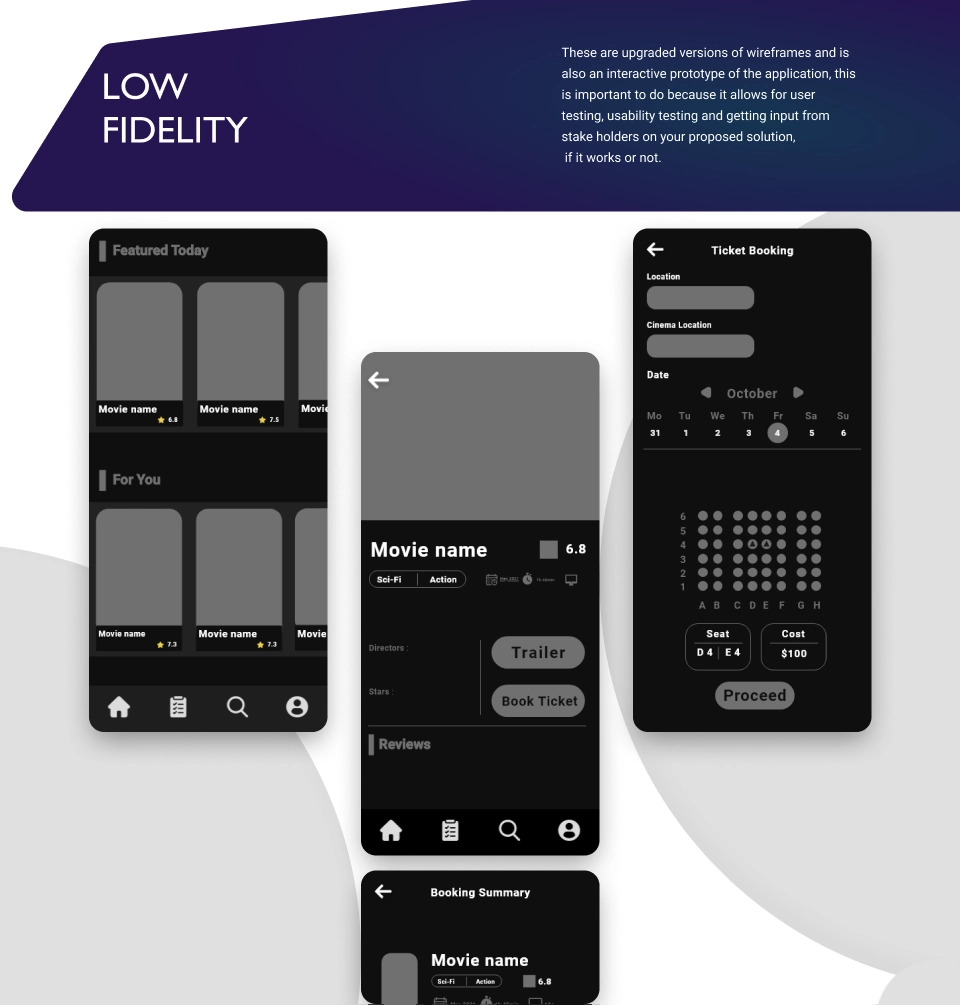 LOW
FIDELITY
These are upgraded versions of wireframes and is
also an interactive prototype of the application, this
is important to do because it allows for user
testing, usability testing and getting input from
stake holders on your proposed solution,
if it works or not.
Featured Today
Movie name
6.8
Movie name
7.5
Movie
For You
Movie name
7.3
Movie name
7.3
Movie
Movie name
6.8
Sci-Fi
Action
Directors :
Stars :
Trailer
Book Ticket
Reviews
Ticket Booking
Location
Cinema Location
Date
October
Mo Tu We Th Fr Sa Su
31 1 2 3 4 5 6
6
5
4
3
2
1
A B C D E F G H
Seat
D 4 E 4
Cost
$100
Proceed
Booking Summary
Movie name
Sci-Fi
Action
6.8